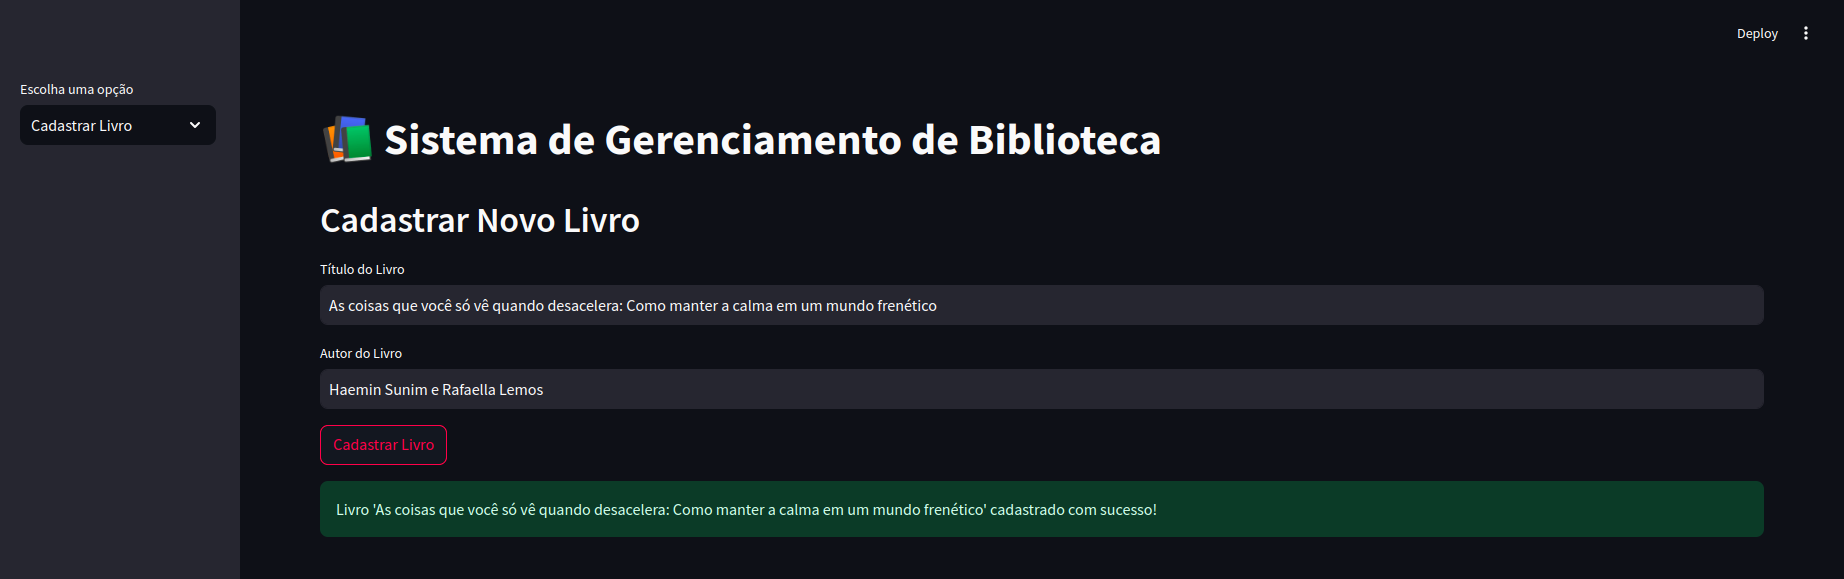 Deploy
Escolha uma opção
Cadastrar Livro
Sistema de Gerenciamento de Biblioteca
Cadastrar Novo Livro
Título do Livro
As coisas que você só vê quando desacelera: Como manter a calma em um mundo frenético
Autor do Livro
Haemin Sunim e Rafaella Lemos
Cadastrar Livro
Livro 'As coisas que você só vê quando desacelera: Como manter a calma em um mundo frenético' cadastrado com sucesso!